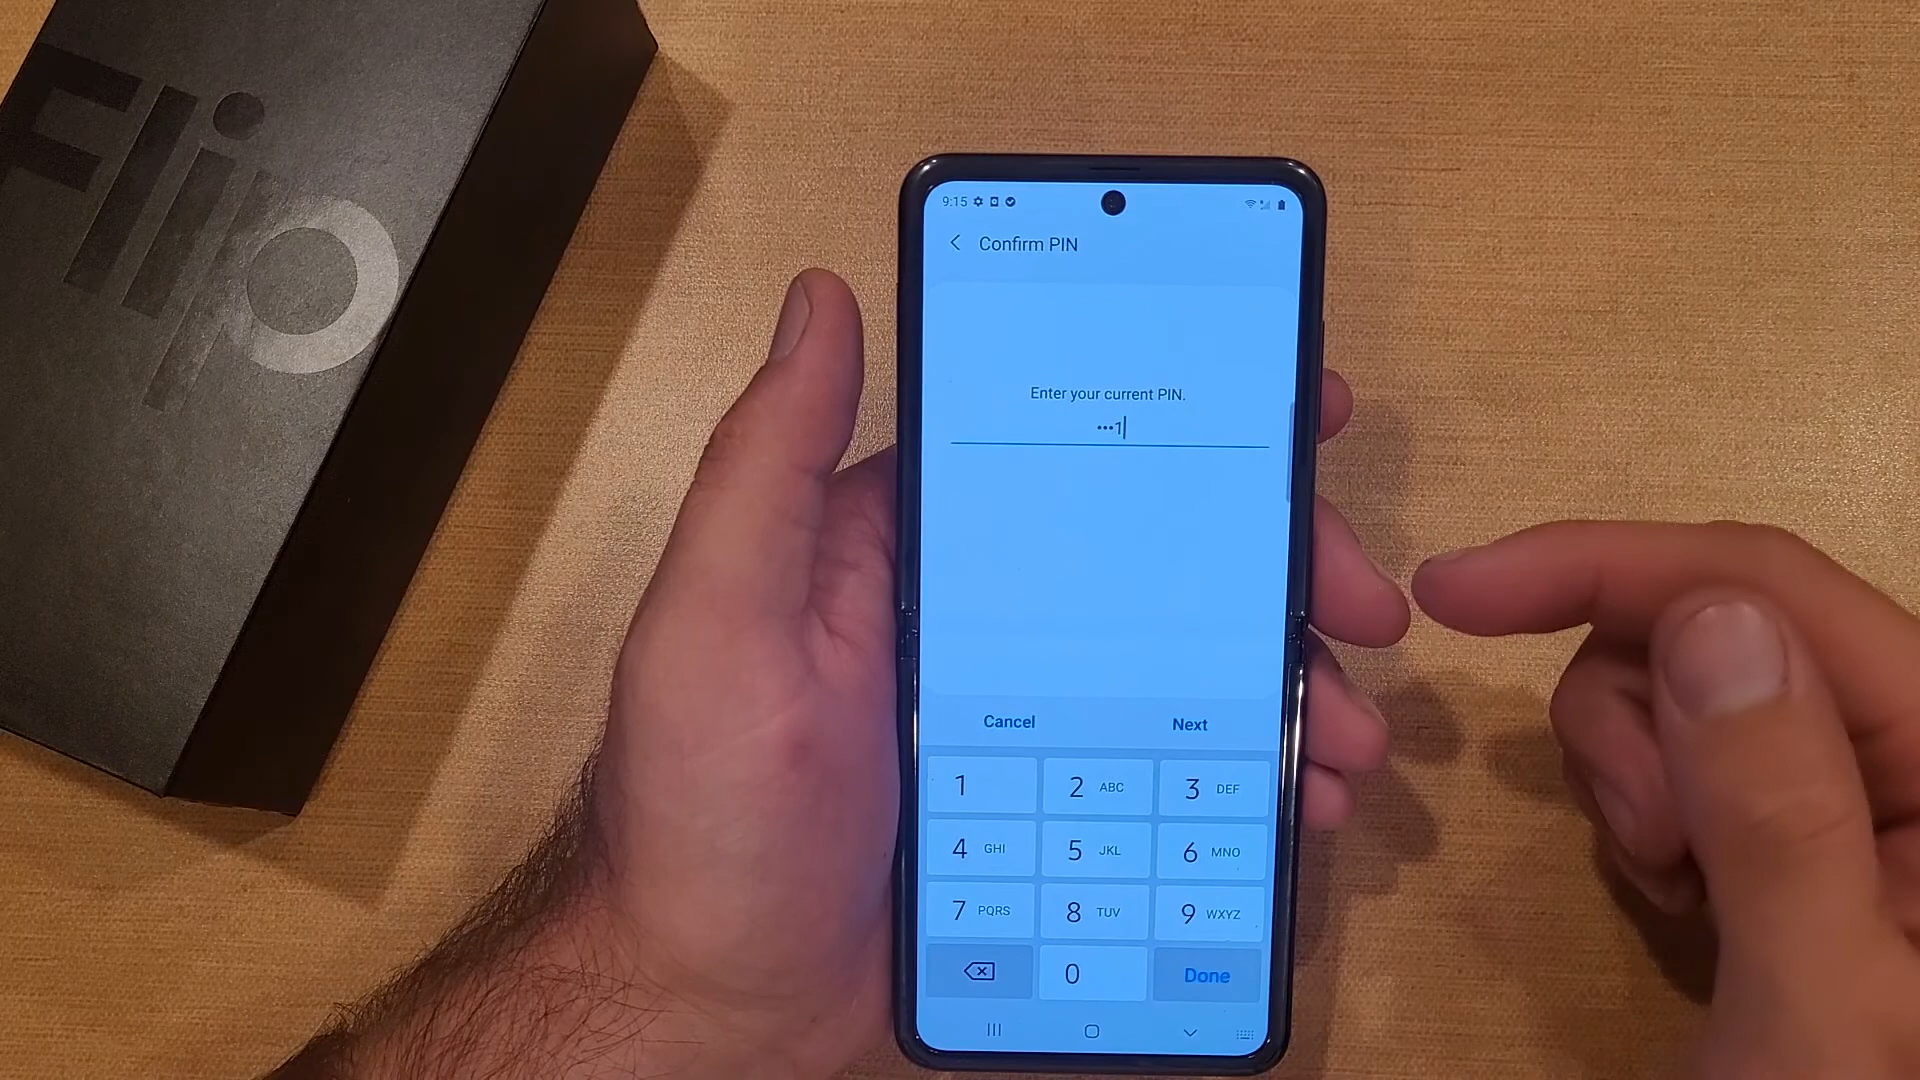 Flip
9:15
Confirm PIN
Enter your current PIN.
•••1
Cancel Next
1 2 ABC 3 DEF
4 GHI 5 JKL 6 MNO
7 PQRS 8 TUV 9 WXYZ
0 Done